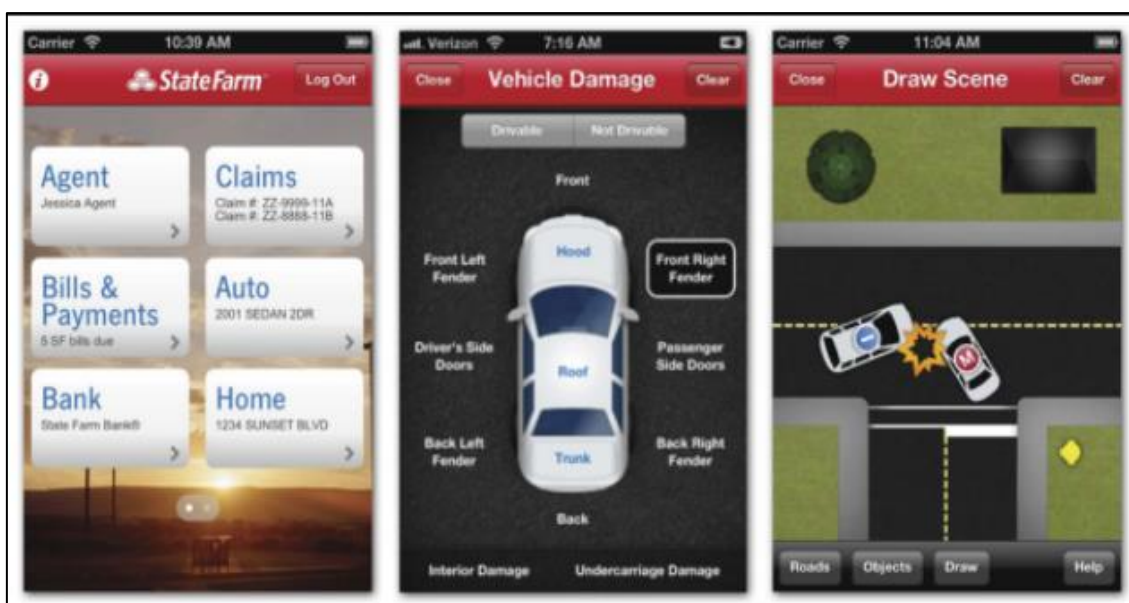 Carrier 10:39 AM
StateFarm Log Out
Agent
Jessica Agent
Claims
Claim #: ZZ-9999-11A
Claim #: ZZ-8888-11B
Bills &
Payments
5 SF bills due
Auto
2001 SEDAN 2DR
Bank
State Farm Bank®
Home
1234 SUNSET BLVD
Verizon 7:16 AM
Close Vehicle Damage Clear
Drivable Not Drivable
Front
Hood
Front Left
Fender
Front Right
Fender
Driver's Side
Doors
Roof
Passenger
Side Doors
Back Left
Fender
Trunk
Back Right
Fender
Back
Interior Damage Undercarriage Damage
Carrier 11:04 AM
Close Draw Scene Clear
M
Roads Objects Draw Help